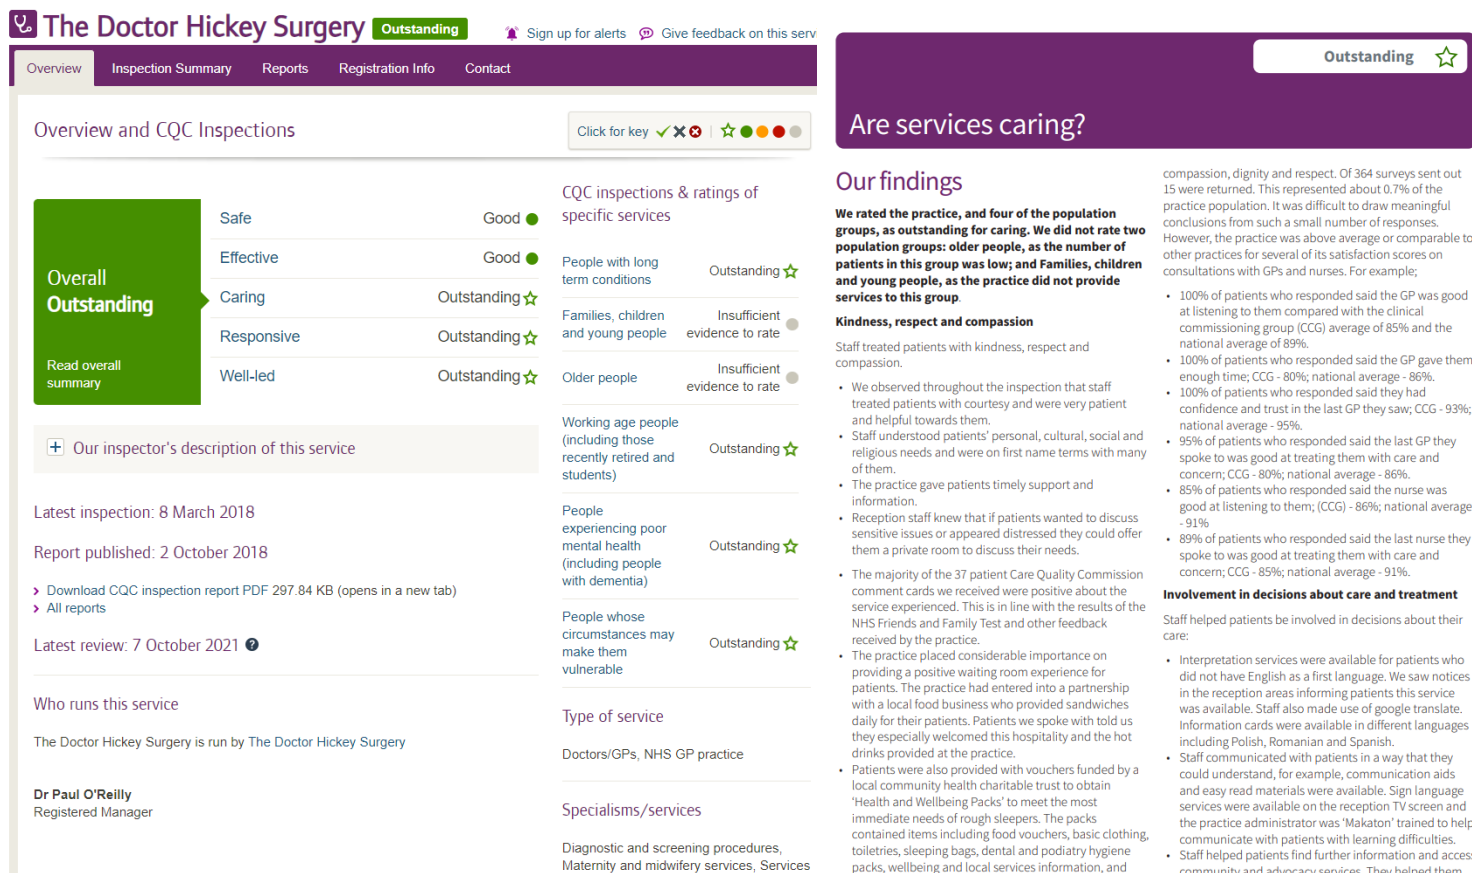 The Doctor Hickey Surgery Outstanding
Sign up for alerts Give feedback on this serv
Overview Inspection Summary Reports Registration Info Contact
Overview and CQC Inspections
Click for key
Overall
Outstanding
Read overall
summary
Safe Good
Effective Good
Caring Outstanding
Responsive Outstanding
Well-led Outstanding
Our inspector's description of this service
Latest inspection: 8 March 2018
Report published: 2 October 2018
Download CQC inspection report PDF 297.84 KB (opens in a new tab)
All reports
Latest review: 7 October 2021
Who runs this service
The Doctor Hickey Surgery is run by The Doctor Hickey Surgery
Dr Paul O'Reilly
Registered Manager
CQC inspections & ratings of
specific services
People with long
term conditions
Outstanding
Families, children
and young people
Insufficient
evidence to rate
Older people
Insufficient
evidence to rate
Working age people
(including those
recently retired and
students)
Outstanding
People
experiencing poor
mental health
(including people
with dementia)
Outstanding
People whose
circumstances may
make them
vulnerable
Outstanding
Type of service
Doctors/GPs, NHS GP practice
Specialisms/services
Diagnostic and screening procedures,
Maternity and midwifery services, Services
Outstanding
Are services caring?
Our findings
We rated the practice, and four of the population
groups, as outstanding for caring. We did not rate two
population groups: older people, as the number of
patients in this group was low; and Families, children
and young people, as the practice did not provide
services to this group.
Kindness, respect and compassion
Staff treated patients with kindness, respect and
compassion.
• We observed throughout the inspection that staff
treated patients with courtesy and were very patient
and helpful towards them.
• Staff understood patients' personal, cultural, social and
religious needs and were on first name terms with many
of them.
• The practice gave patients timely support and
information.
• Reception staff knew that if patients wanted to discuss
sensitive issues or appeared distressed they could offer
them a private room to discuss their needs.
• The majority of the 37 patient Care Quality Commission
comment cards we received were positive about the
service experienced. This is in line with the results of the
NHS Friends and Family Test and other feedback
received by the practice.
• The practice placed considerable importance on
providing a positive waiting room experience for
patients. The practice had entered into a partnership
with a local food business who provided sandwiches
daily for their patients. Patients we spoke with told us
they especially welcomed this hospitality and the hot
drinks provided at the practice.
• Patients were also provided with vouchers funded by a
local community health charitable trust to obtain
'Health and Wellbeing Packs' to meet the most
immediate needs of rough sleepers. The packs
contained items including food vouchers, basic clothing,
toiletries, sleeping bags, dental and podiatry hygiene
packs, wellbeing and local services information, and
compassion, dignity and respect. Of 364 surveys sent out
15 were returned. This represented about 0.7% of the
practice population. It was difficult to draw meaningful
conclusions from such a small number of responses.
However, the practice was above average or comparable to
other practices for several of its satisfaction scores on
consultations with GPs and nurses. For example;
• 100% of patients who responded said the GP was good
at listening to them compared with the clinical
commissioning group (CCG) average of 85% and the
national average of 89%.
• 100% of patients who responded said the GP gave them
enough time; CCG - 80%; national average - 86%.
• 100% of patients who responded said they had
confidence and trust in the last GP they saw; CCG - 93%;
national average - 95%.
• 95% of patients who responded said the last GP they
spoke to was good at treating them with care and
concern; CCG - 80%; national average - 86%.
• 85% of patients who responded said the nurse was
good at listening to them; (CCG) - 86%; national average
- 91%
• 89% of patients who responded said the last nurse they
spoke to was good at treating them with care and
concern; CCG - 85%; national average - 91%.
Involvement in decisions about care and treatment
Staff helped patients be involved in decisions about their
care:
• Interpretation services were available for patients who
did not have English as a first language. We saw notices
in the reception areas informing patients this service
was available. Staff also made use of google translate.
Information cards were available in different languages
including Polish, Romanian and Spanish.
• Staff communicated with patients in a way that they
could understand, for example, communication aids
and easy read materials were available. Sign language
services were available on the reception TV screen and
the practice administrator was 'Makaton' trained to help
communicate with patients with learning difficulties.
• Staff helped patients find further information and access
community and advocacy services. They helped them